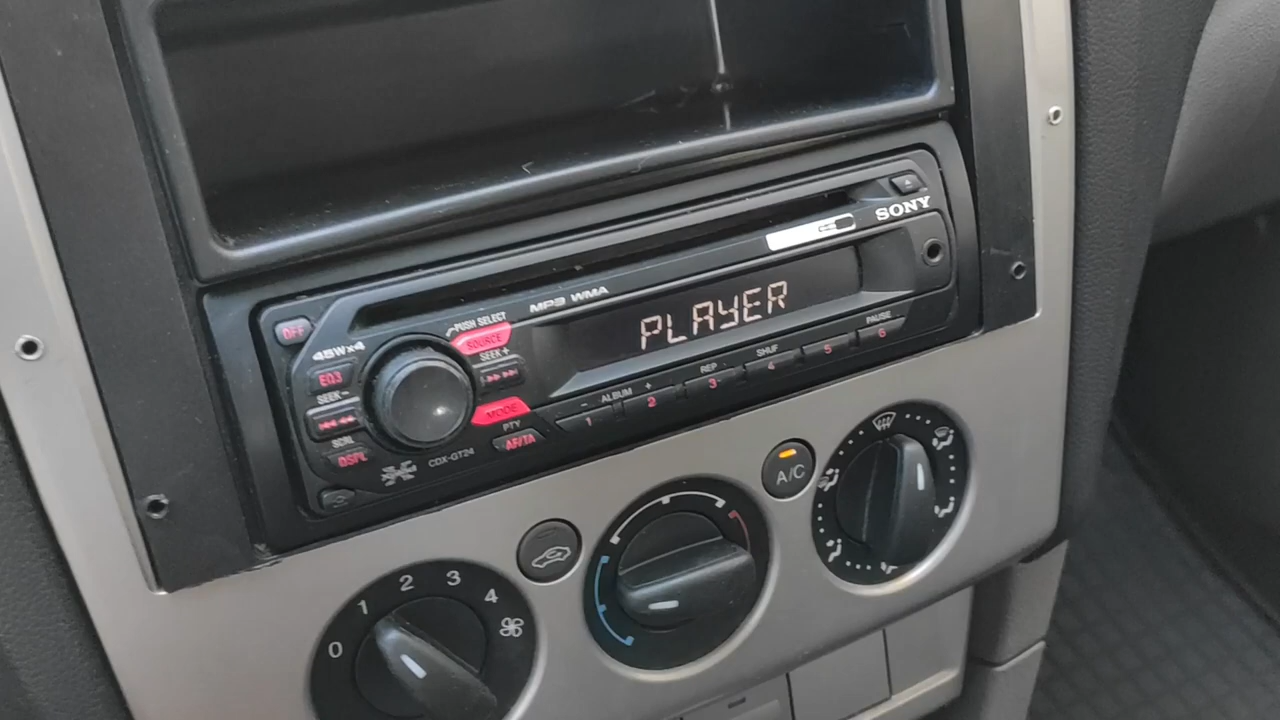 SONY
MP3 WMA
PLAYER
OFF
PUSH SELECT
SOURCE
45Wx4
EQ3
SEEK +
SEEK -
MODE
PTY
AF/TA
SCRL
DSPL
CDX-GT24
- ALBUM +
REP
SHUF
PAUSE
1 2 3 4 5 6
A/C
0 1 2 3 4